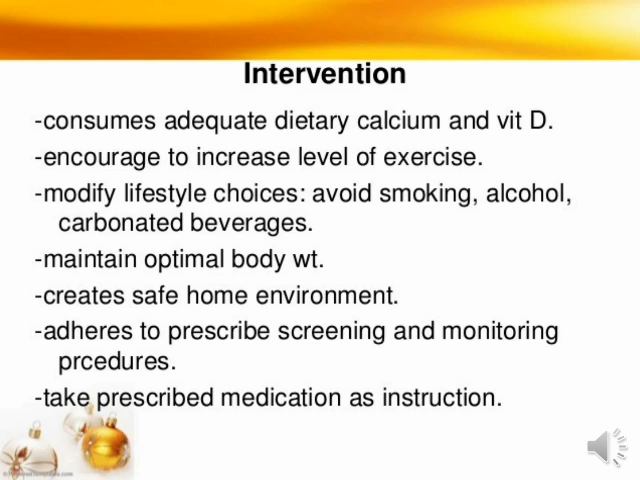 Intervention
-consumes adequate dietary calcium and vit D.
-encourage to increase level of exercise.
-modify lifestyle choices: avoid smoking, alcohol,
carbonated beverages.
-maintain optimal body wt.
-creates safe home environment.
-adheres to prescribe screening and monitoring
prcedures.
-take prescribed medication as instruction.